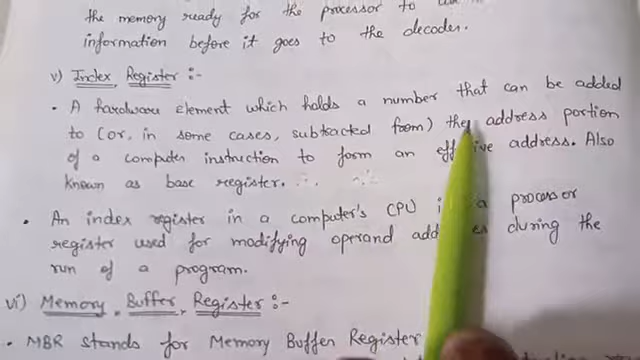 the memory ready for the processor to
information before it goes to the decoder.
v) Index Register :-
• A hardware element which holds a number that can be added
to (or, in some cases, subtracted from) the address portion
of a computer instruction to form an effective address. Also
known as base register.
• An index register in a computer's CPU is a processor
register used for modifying operand addresses during the
run of a program.
vi) Memory Buffer Register :-
• MBR stands for Memory Buffer Register